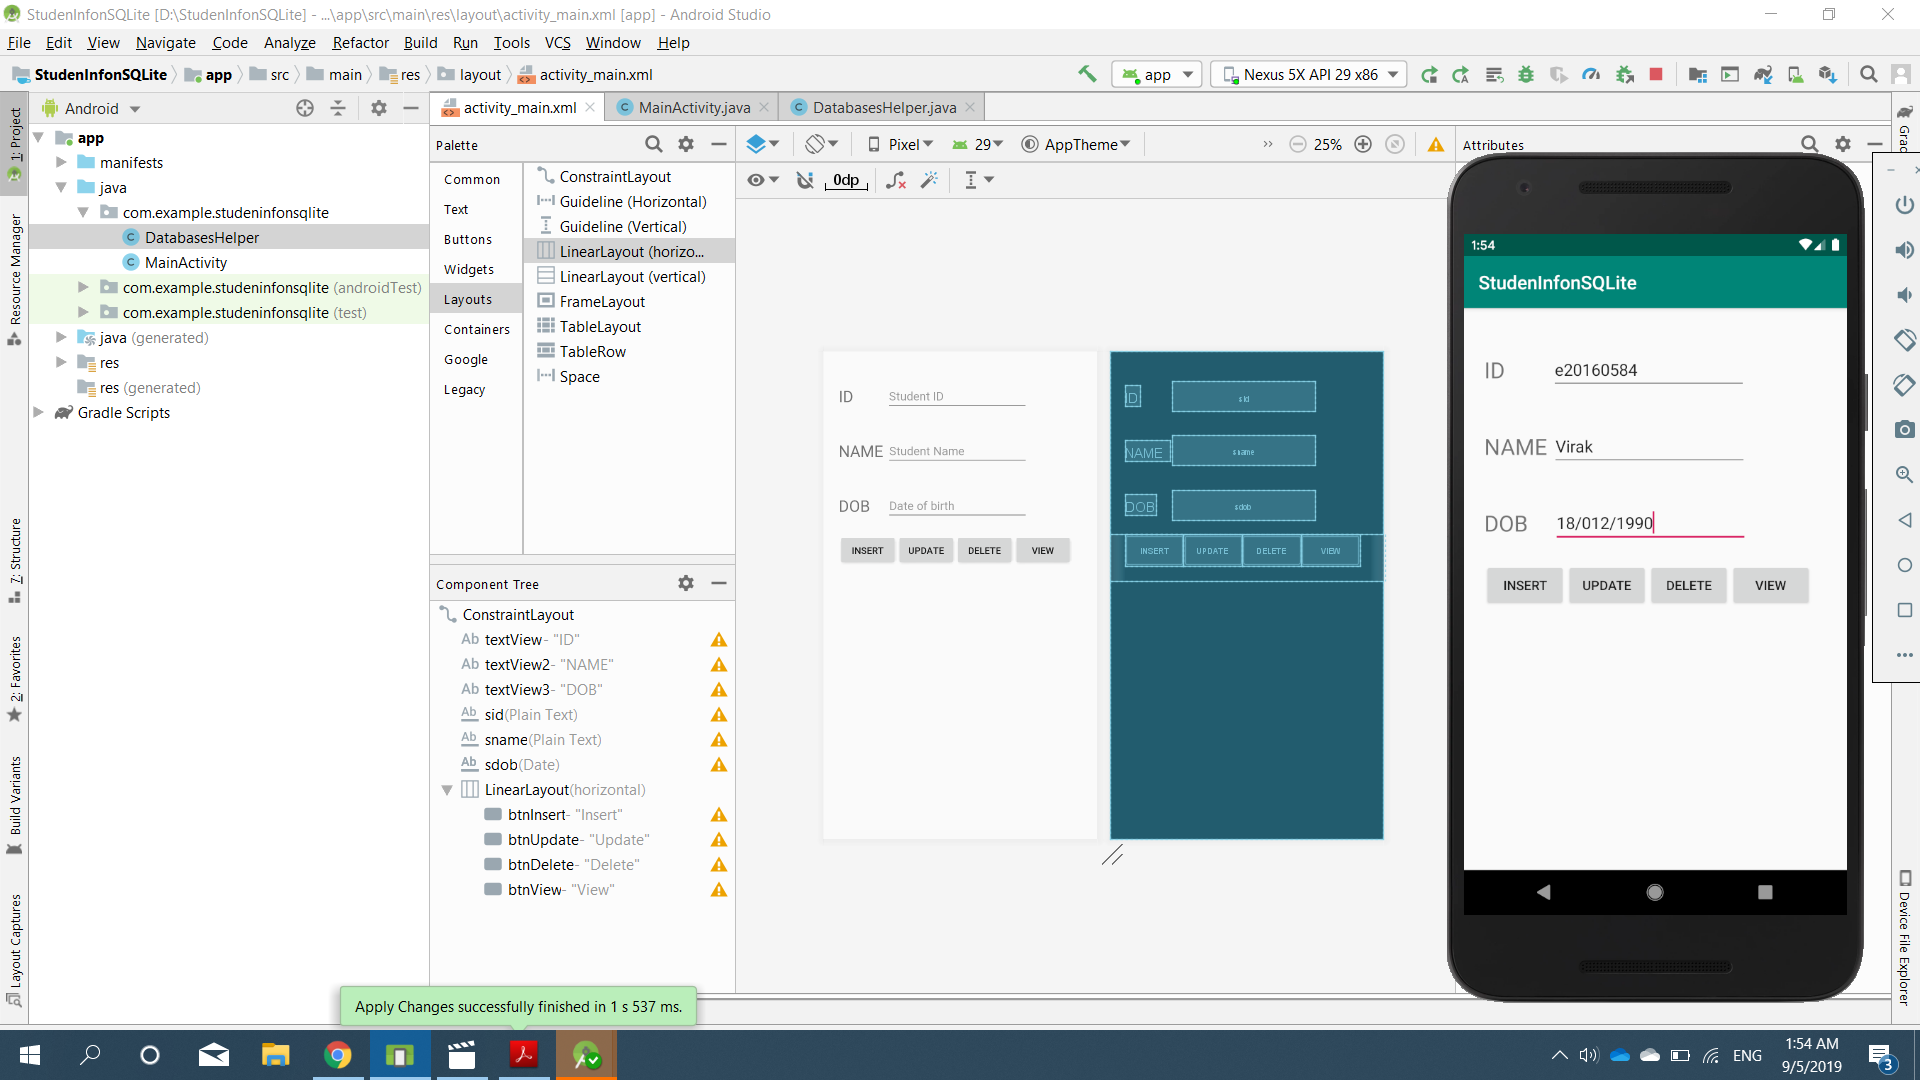 StudenInfonSQLite [D:\StudenInfonSQLite] - ...\app\src\main\res\layout\activity_main.xml [app] - Android Studio
File Edit View Navigate Code Analyze Refactor Build Run Tools VCS Window Help
StudenInfonSQLite app src main res layout activity_main.xml
app
Nexus 5X API 29 x86
1: Project
Resource Manager
7: Structure
2: Favorites
Build Variants
Layout Captures
Android
app
manifests
java
com.example.studeninfonsqlite
DatabasesHelper
MainActivity
com.example.studeninfonsqlite (androidTest)
com.example.studeninfonsqlite (test)
java (generated)
res
res (generated)
Gradle Scripts
activity_main.xml
MainActivity.java
DatabasesHelper.java
Palette
Common
Text
Buttons
Widgets
Layouts
Containers
Google
Legacy
ConstraintLayout
Guideline (Horizontal)
Guideline (Vertical)
LinearLayout (horizo...
LinearLayout (vertical)
FrameLayout
TableLayout
TableRow
Space
Component Tree
ConstraintLayout
Ab textView- "ID"
Ab textView2- "NAME"
Ab textView3- "DOB"
Ab sid(Plain Text)
Ab sname(Plain Text)
Ab sdob(Date)
LinearLayout(horizontal)
btnInsert- "Insert"
btnUpdate- "Update"
btnDelete- "Delete"
btnView- "View"
Pixel
29
AppTheme
25%
0dp
ID Student ID
NAME Student Name
DOB Date of birth
INSERT UPDATE DELETE VIEW
ID sid
NAME sname
DOB sdob
INSERT UPDATE DELETE VIEW
Attributes
Grad
1:54
StudenInfonSQLite
ID e20160584
NAME Virak
DOB 18/012/1990
INSERT UPDATE DELETE VIEW
Device File Explorer
Apply Changes successfully finished in 1 s 537 ms.
ENG
1:54 AM
9/5/2019
3